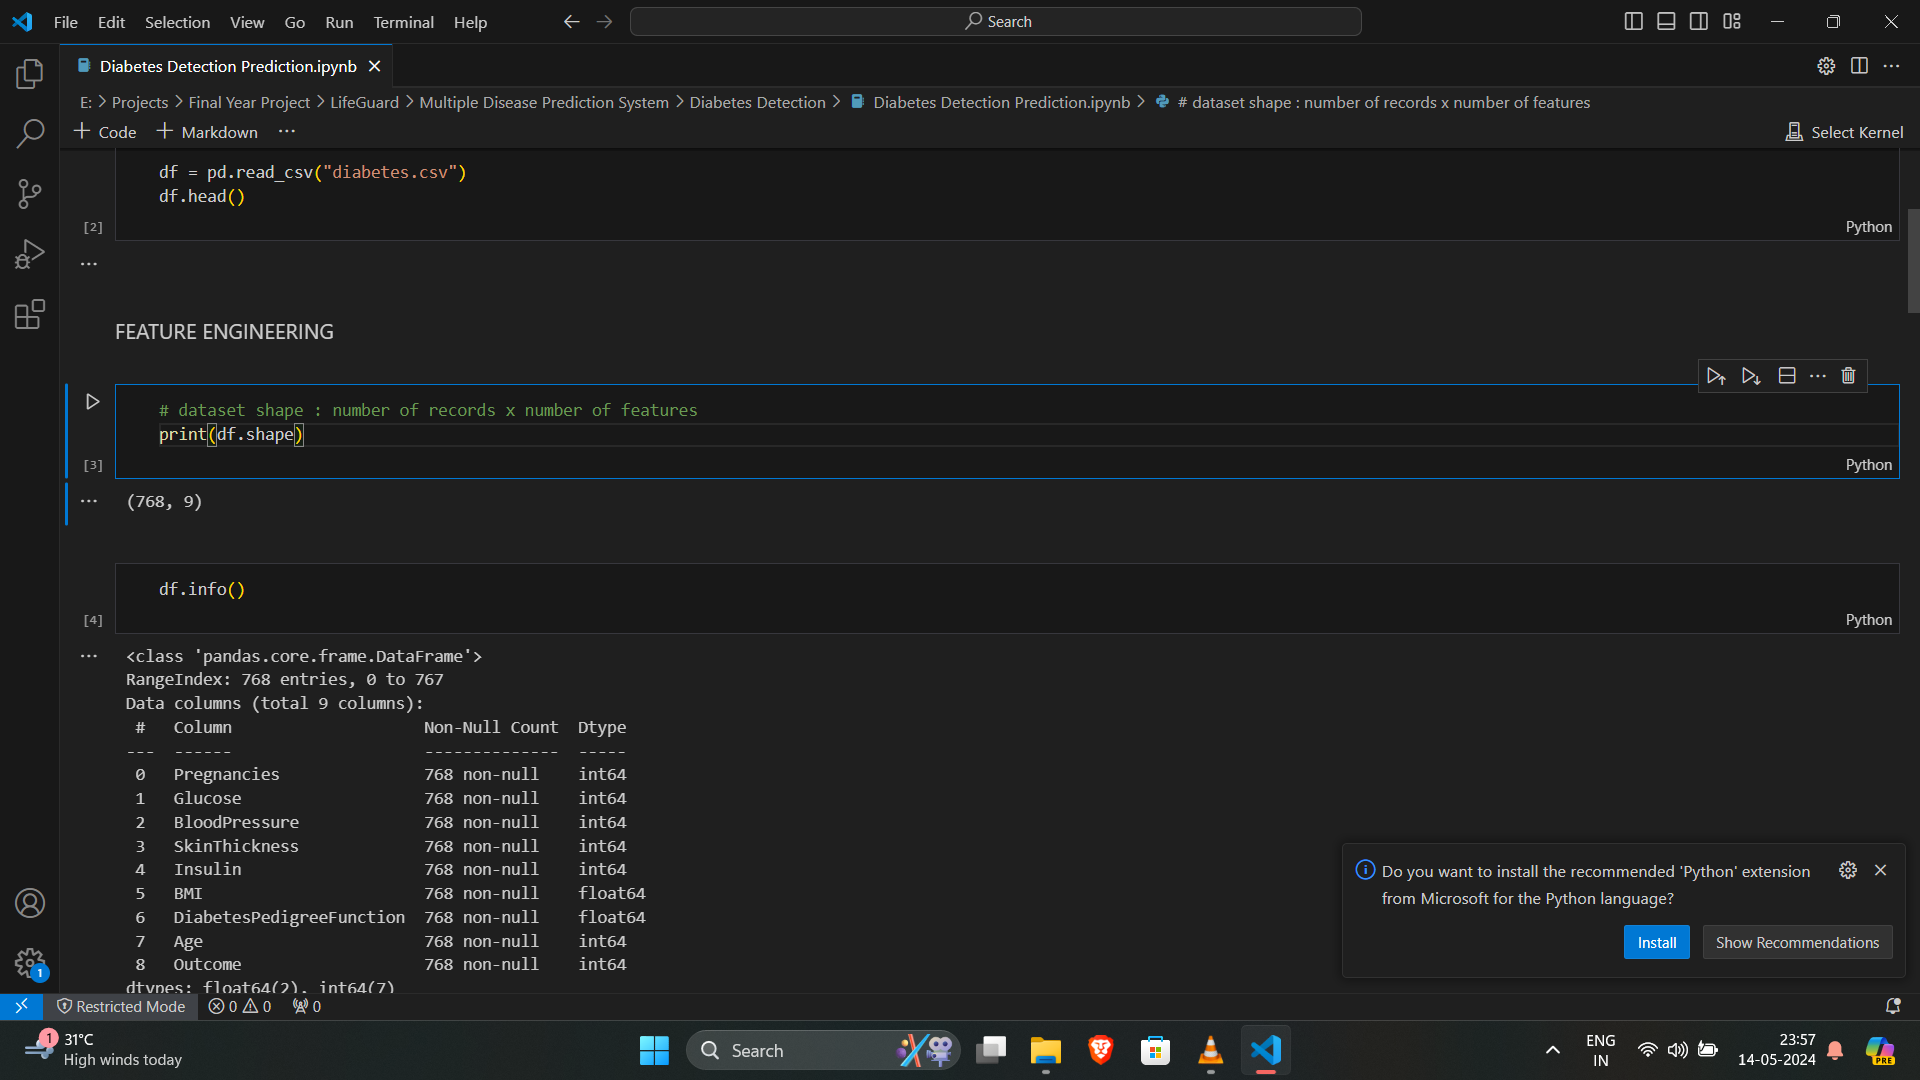 File Edit Selection View Go Run Terminal Help
Search
Diabetes Detection Prediction.ipynb
E: > Projects > Final Year Project > LifeGuard > Multiple Disease Prediction System > Diabetes Detection > Diabetes Detection Prediction.ipynb > # dataset shape : number of records x number of features
+ Code + Markdown ···
Select Kernel
df = pd.read_csv("diabetes.csv")
df.head()
[2]
Python
···
FEATURE ENGINEERING
# dataset shape : number of records x number of features
print(df.shape)
[3]
Python
··· (768, 9)
df.info()
[4]
Python
··· <class 'pandas.core.frame.DataFrame'>
RangeIndex: 768 entries, 0 to 767
Data columns (total 9 columns):
# Column Non-Null Count Dtype
--- ------ -------------- -----
0 Pregnancies 768 non-null int64
1 Glucose 768 non-null int64
2 BloodPressure 768 non-null int64
3 SkinThickness 768 non-null int64
4 Insulin 768 non-null int64
5 BMI 768 non-null float64
6 DiabetesPedigreeFunction 768 non-null float64
7 Age 768 non-null int64
8 Outcome 768 non-null int64
dtypes: float64(2), int64(7)
Do you want to install the recommended 'Python' extension
from Microsoft for the Python language?
Install
Show Recommendations
1
Restricted Mode 0 0 0
1
31°C
High winds today
Search
ENG
IN
23:57
14-05-2024
PRE